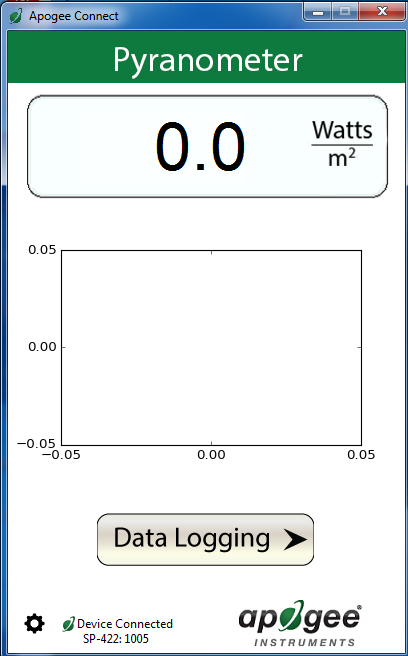 Apogee Connect
Pyranometer
0.0
Watts
m²
0.05
0.00
−0.05
−0.05 0.00 0.05
Data Logging
Device Connected
SP-422: 1005
apogee®
INSTRUMENTS